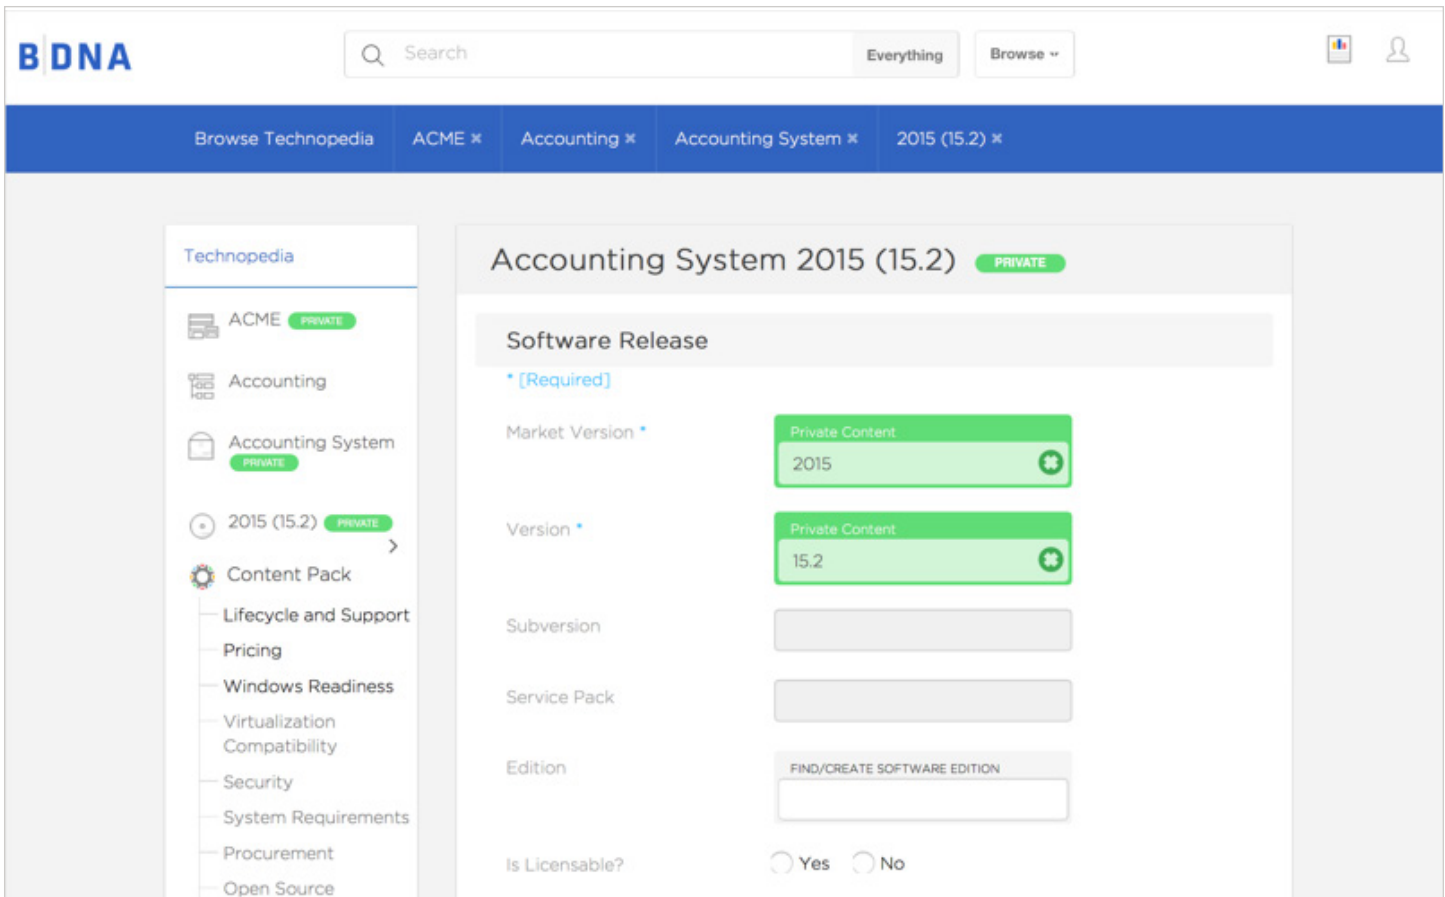 BDNA
Search
Everything
Browse
Browse Technopedia
ACME
Accounting
Accounting System
2015 (15.2)
Technopedia
ACME PRIVATE
Accounting
Accounting System
PRIVATE
2015 (15.2) PRIVATE
Content Pack
Lifecycle and Support
Pricing
Windows Readiness
Virtualization
Compatibility
Security
System Requirements
Procurement
Open Source
Accounting System 2015 (15.2) PRIVATE
Software Release
* [Required]
Market Version *
Private Content
2015
Version *
Private Content
15.2
Subversion
Service Pack
Edition
FIND/CREATE SOFTWARE EDITION
Is Licensable?
Yes
No